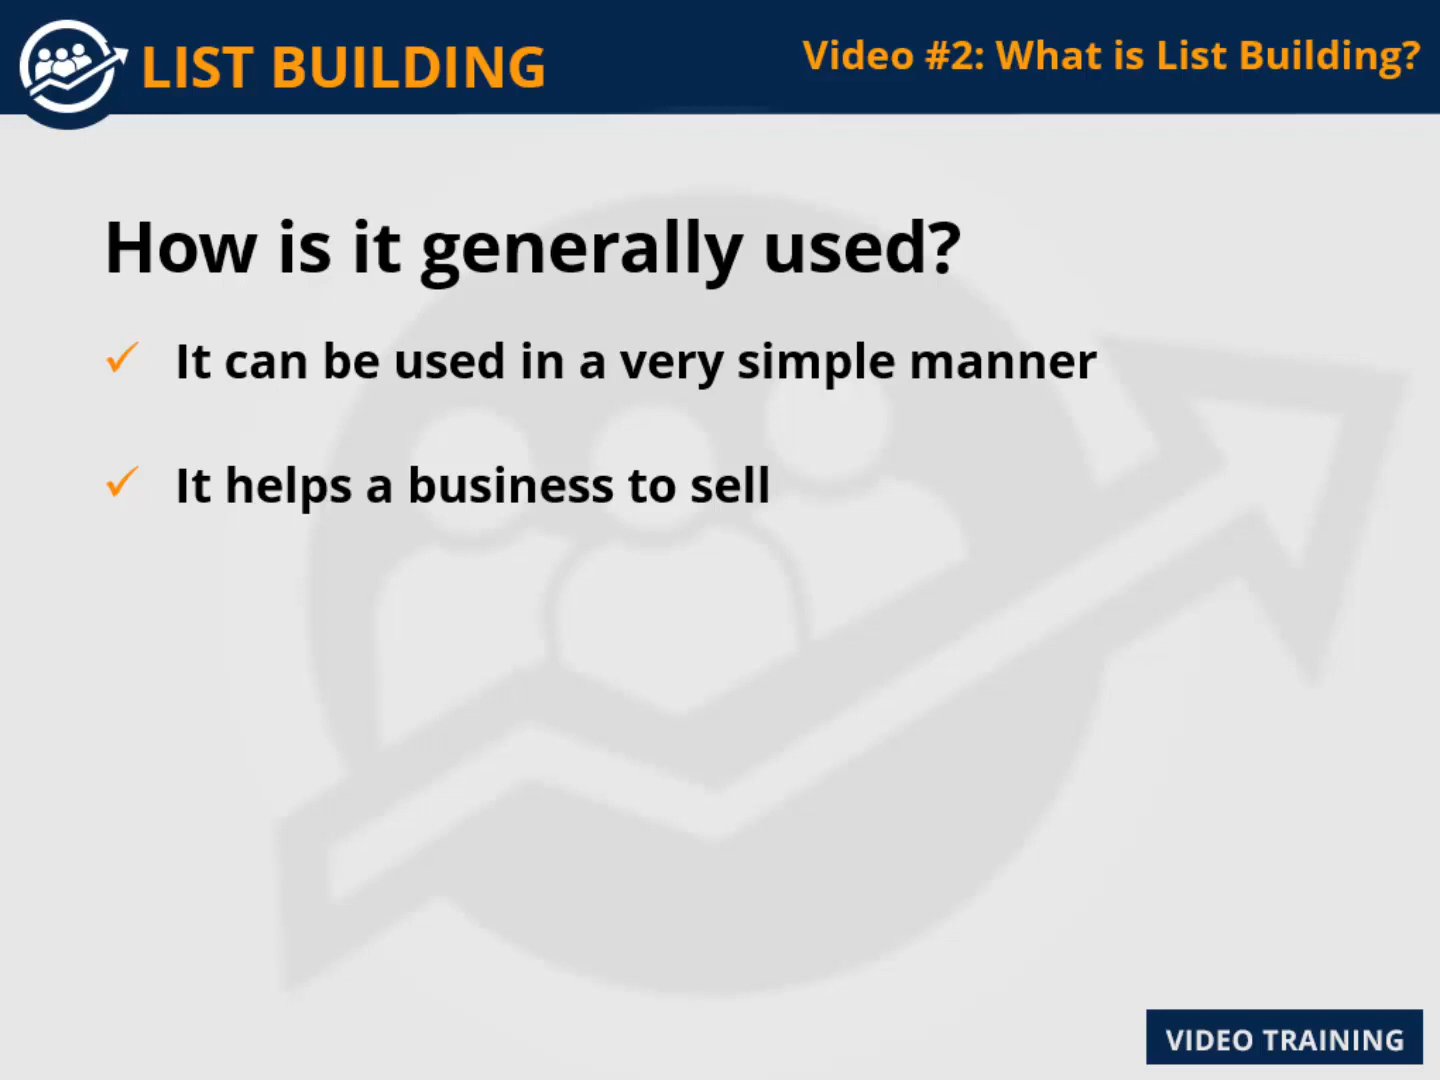 LIST BUILDING
Video #2: What is List Building?
How is it generally used?
It can be used in a very simple manner
It helps a business to sell
VIDEO TRAINING